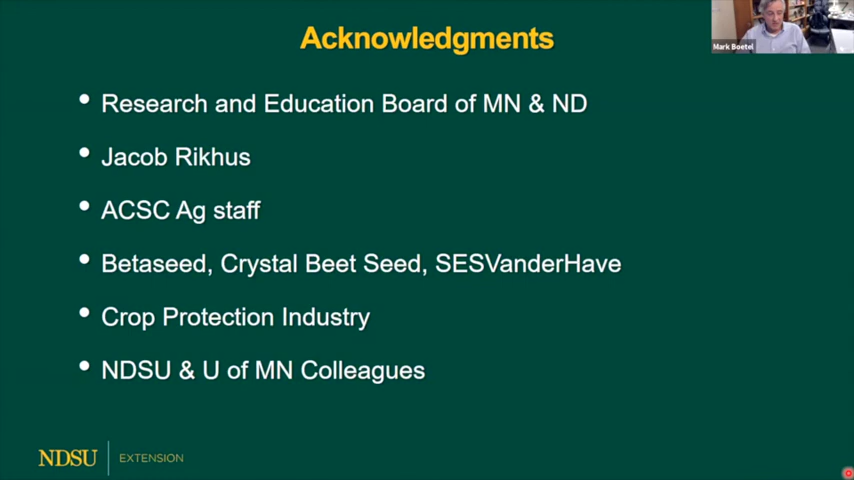 Acknowledgments
Mark Boetel
• Research and Education Board of MN & ND
• Jacob Rikhus
• ACSC Ag staff
• Betaseed, Crystal Beet Seed, SESVanderHave
• Crop Protection Industry
• NDSU & U of MN Colleagues
NDSU EXTENSION